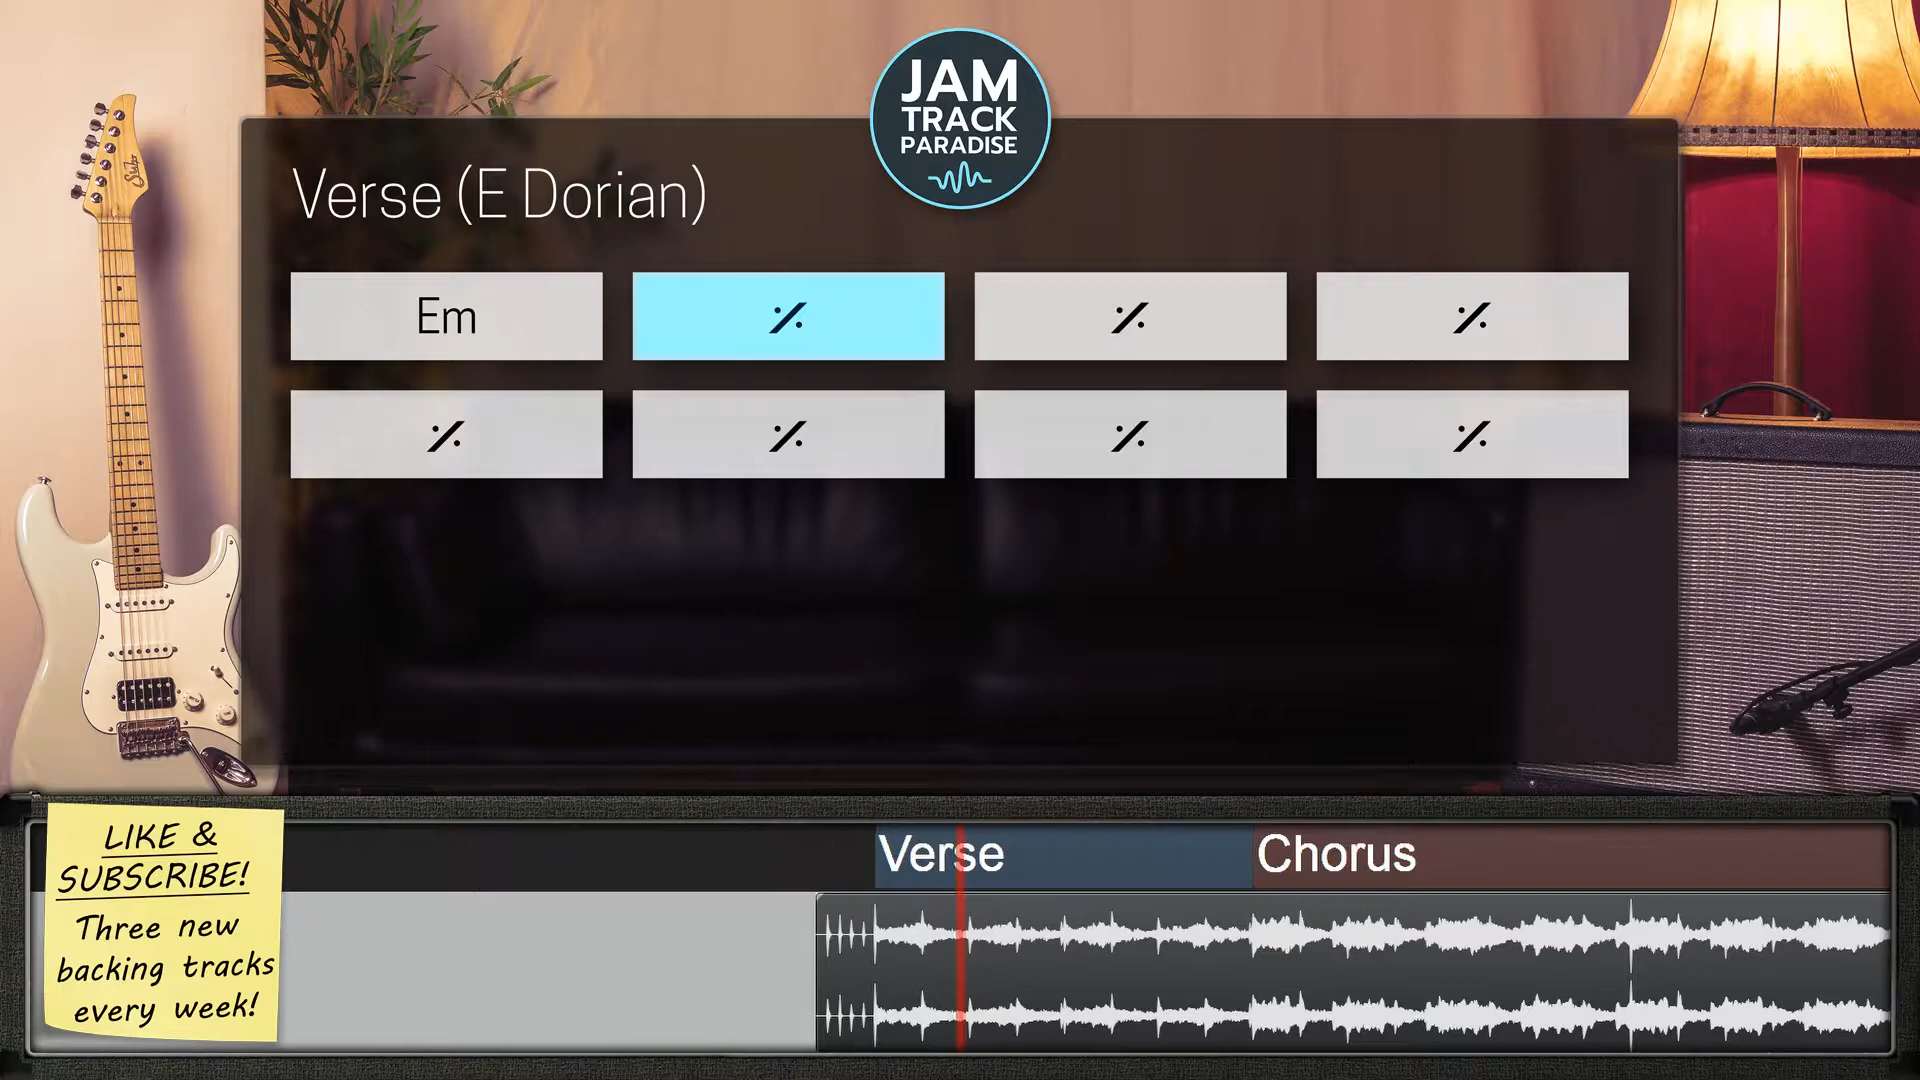 JAM
TRACK
PARADISE
Verse (E Dorian)
Em
LIKE &
SUBSCRIBE!
Three new
backing tracks
every week!
Verse
Chorus